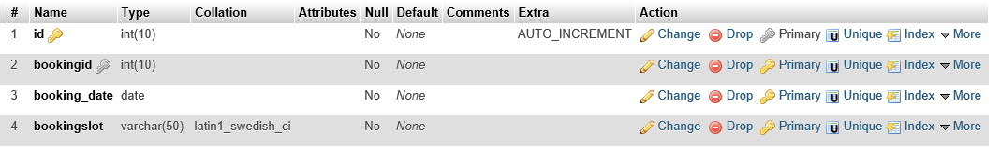 # Name Type Collation Attributes Null Default Comments Extra Action
1 id int(10) No None AUTO_INCREMENT Change Drop Primary Unique Index More
2 bookingid int(10) No None Change Drop Primary Unique Index More
3 booking_date date No None Change Drop Primary Unique Index More
4 bookingslot varchar(50) latin1_swedish_ci No None Change Drop Primary Unique Index More